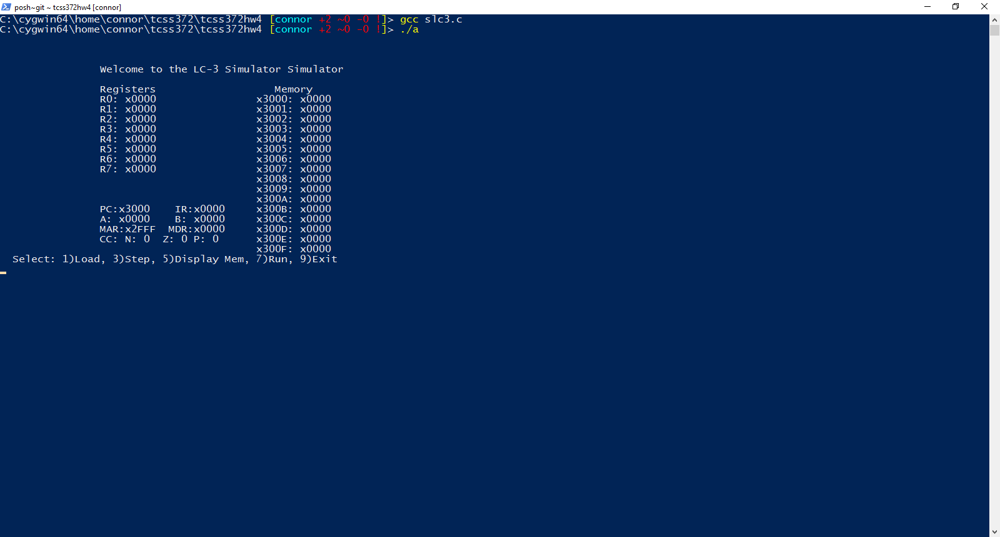 posh~git ~ tcss372hw4 [connor]
C:\cygwin64\home\connor\tcss372\tcss372hw4 [connor +2 ~0 -0 !]> gcc slc3.c
C:\cygwin64\home\connor\tcss372\tcss372hw4 [connor +2 ~0 -0 !]> ./a
Welcome to the LC-3 Simulator Simulator
Registers Memory
R0: x0000 x3000: x0000
R1: x0000 x3001: x0000
R2: x0000 x3002: x0000
R3: x0000 x3003: x0000
R4: x0000 x3004: x0000
R5: x0000 x3005: x0000
R6: x0000 x3006: x0000
R7: x0000 x3007: x0000
x3008: x0000
x3009: x0000
x300A: x0000
PC:x3000 IR:x0000 x300B: x0000
A: x0000 B: x0000 x300C: x0000
MAR:x2FFF MDR:x0000 x300D: x0000
CC: N: 0 Z: 0 P: 0 x300E: x0000
x300F: x0000
Select: 1)Load, 3)Step, 5)Display Mem, 7)Run, 9)Exit